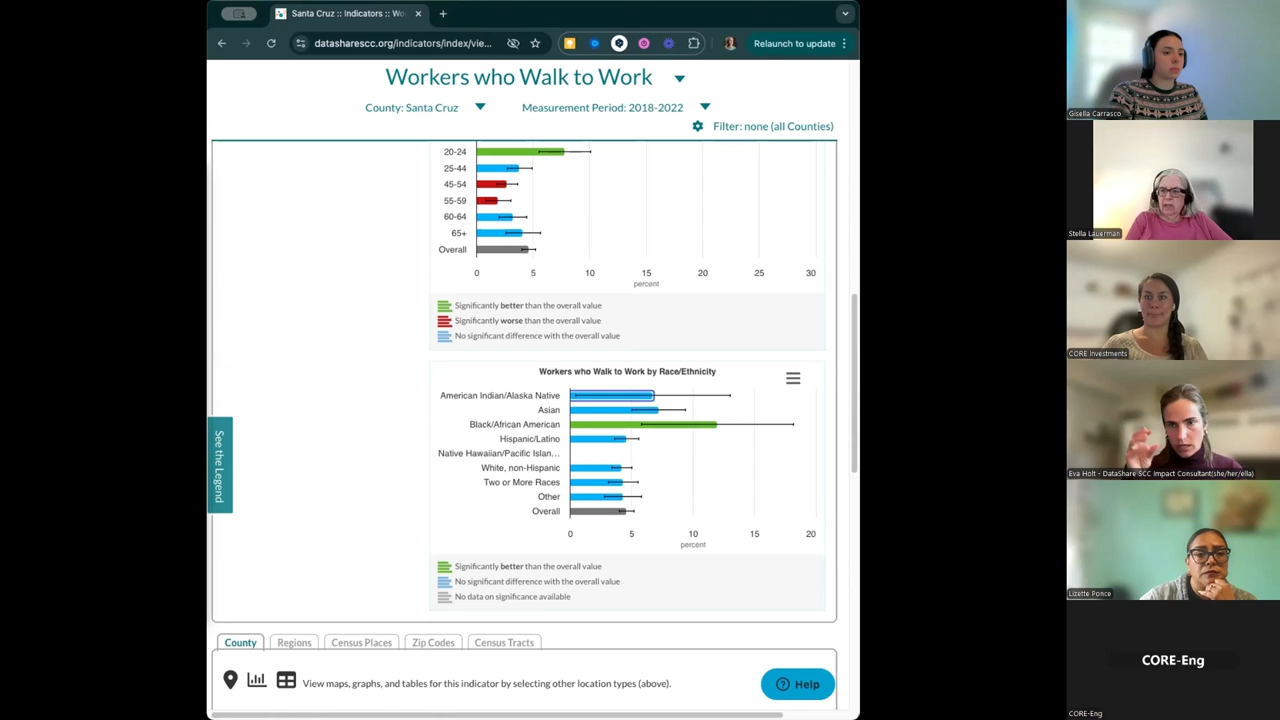 Santa Cruz :: Indicators :: Wo
datasharescc.org/indicators/index/vie...
Relaunch to update
Workers who Walk to Work
County: Santa Cruz
Measurement Period: 2018-2022
Filter: none (all Counties)
20-24
25-44
45-54
55-59
60-64
65+
Overall
0 5 10 15 20 25 30
percent
Significantly better than the overall value
Significantly worse than the overall value
No significant difference with the overall value
Workers who Walk to Work by Race/Ethnicity
American Indian/Alaska Native
Asian
Black/African American
Hispanic/Latino
Native Hawaiian/Pacific Islan...
White, non-Hispanic
Two or More Races
Other
Overall
0 5 10 15 20
percent
Significantly better than the overall value
No significant difference with the overall value
No data on significance available
See the Legend
County
Regions
Census Places
Zip Codes
Census Tracts
View maps, graphs, and tables for this indicator by selecting other location types (above).
Help
Gisella Carrasco
Stella Lauerman
CORE Investments
Eva Holt - DataShare SCC Impact Consultant(she/her/ella)
Lizette Ponce
CORE-Eng
CORE-Eng